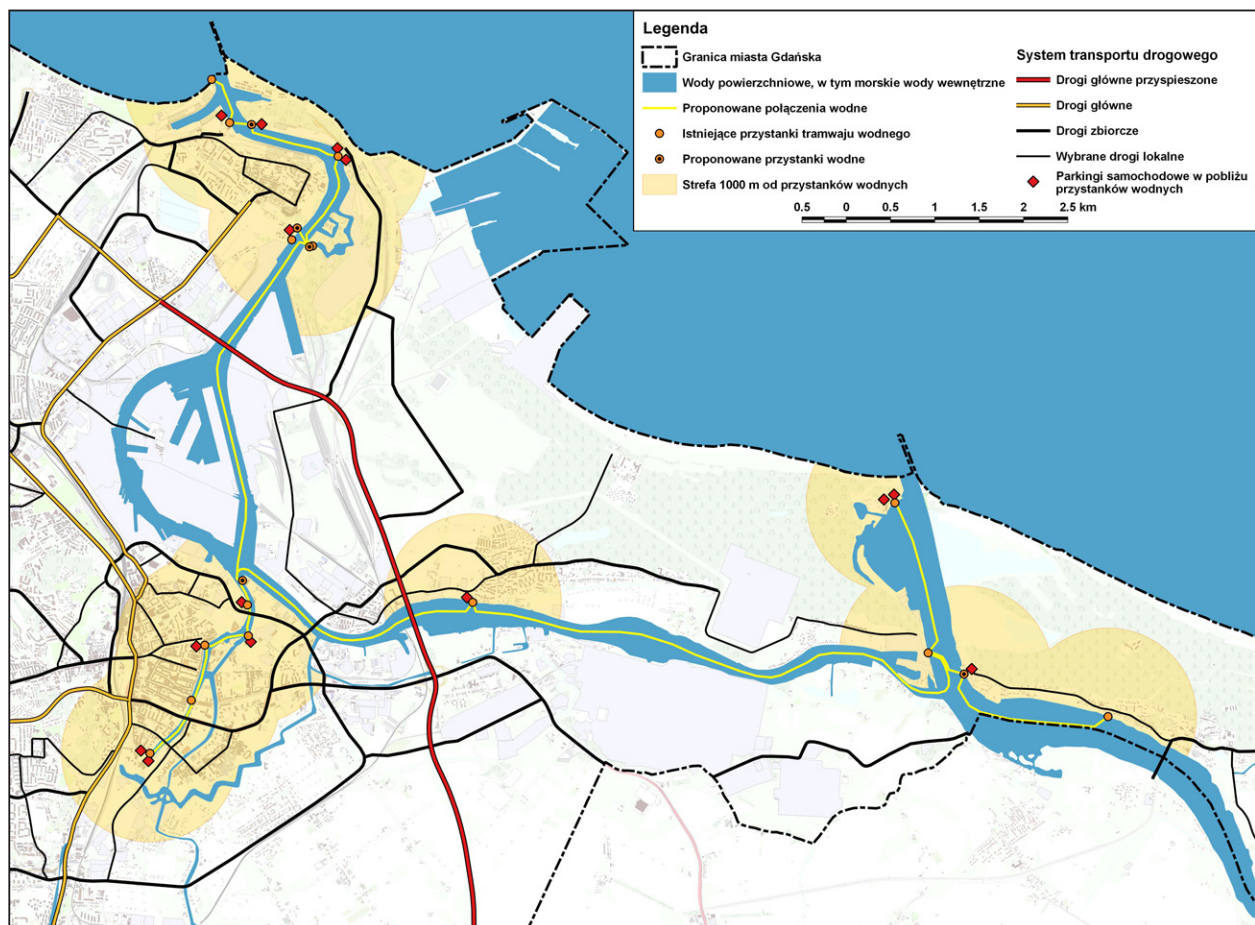 Legenda
Granica miasta Gdańska
Wody powierzchniowe, w tym morskie wody wewnętrzne
Proponowane połączenia wodne
Istniejące przystanki tramwaju wodnego
Proponowane przystanki wodne
Strefa 1000 m od przystanków wodnych
System transportu drogowego
Drogi główne przyspieszone
Drogi główne
Drogi zbiorcze
Wybrane drogi lokalne
Parkingi samochodowe w pobliżu
przystanków wodnych
0.5 0 0.5 1 1.5 2 2.5 km